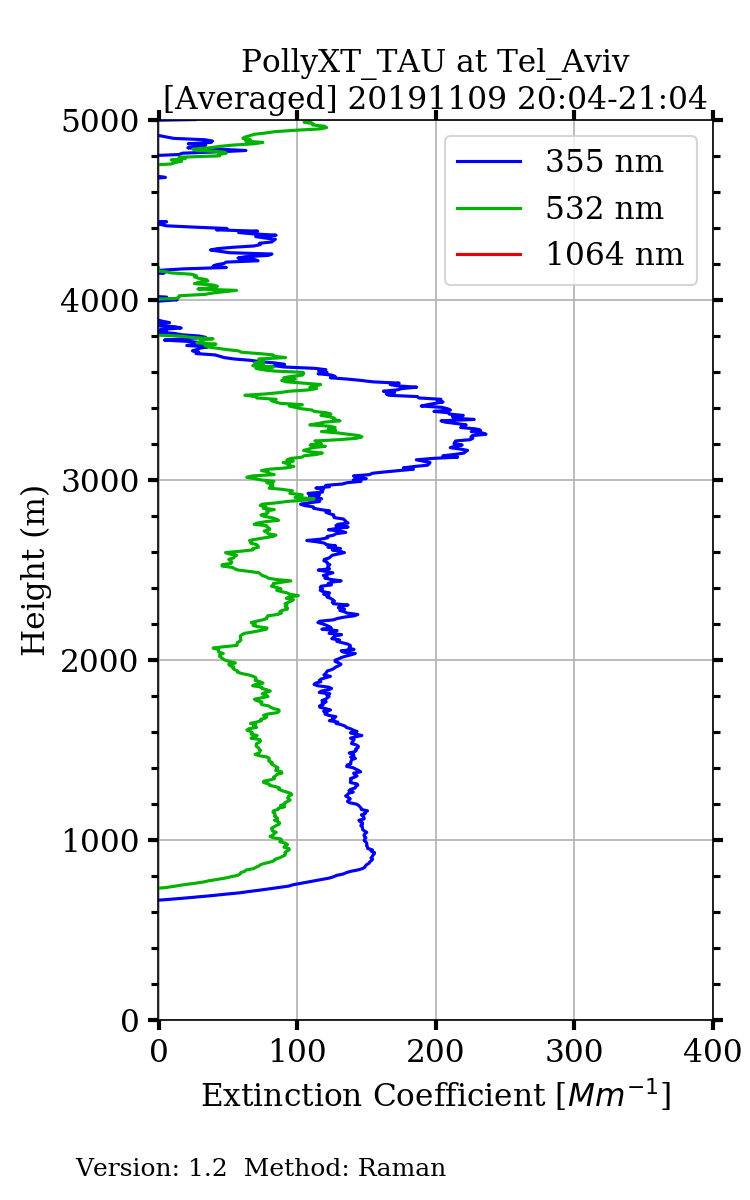 PollyXT_TAU at Tel_Aviv
[Averaged] 20191109 20:04-21:04
355 nm
532 nm
1064 nm
5000
4000
3000
2000
1000
0
Height (m)
0 100 200 300 400
Extinction Coefficient [Mm⁻¹]
Version: 1.2 Method: Raman